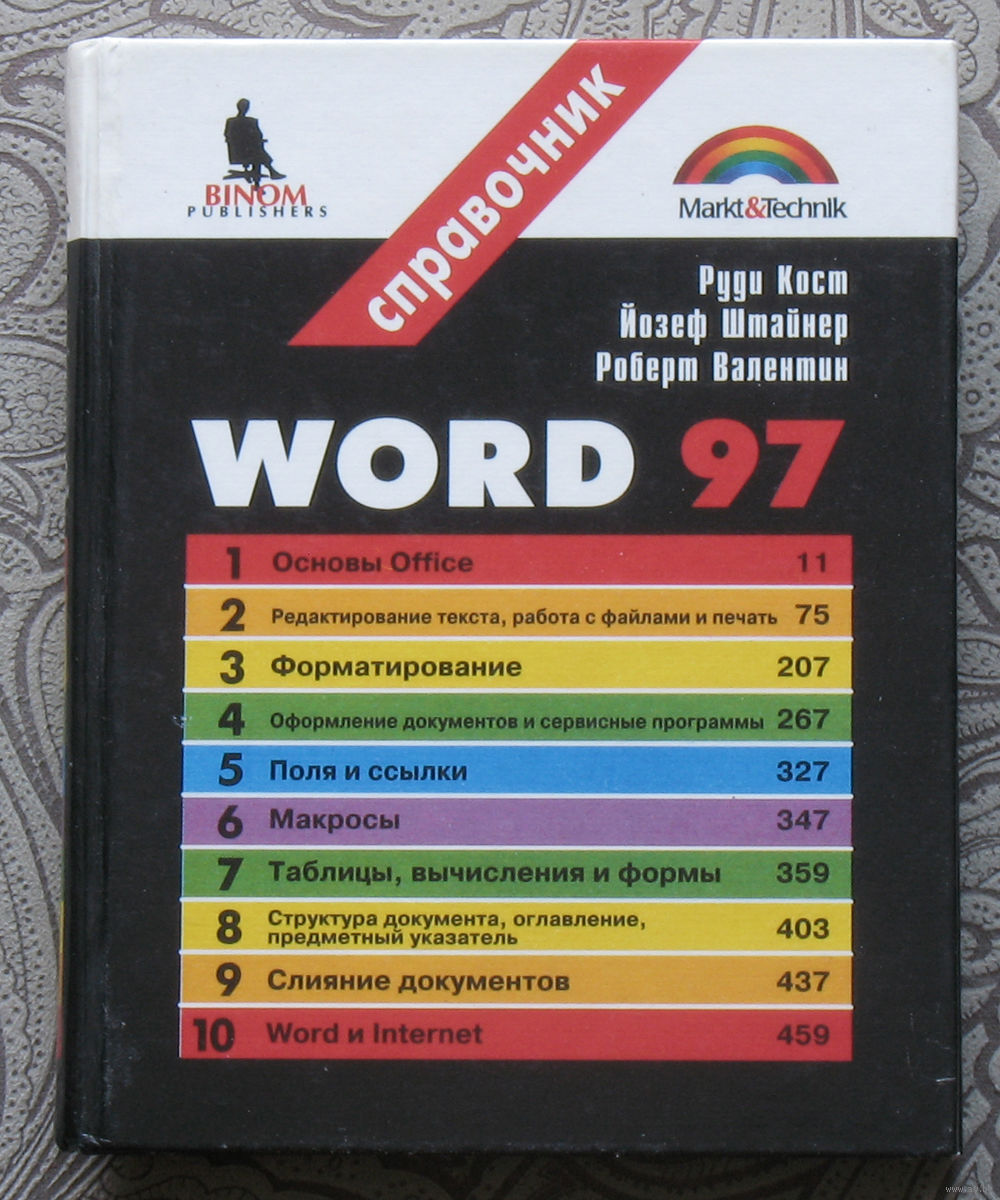 BINOM
PUBLISHERS
справочник
Markt&Technik
Руди Кост
Йозеф Штайнер
Роберт Валентин
WORD 97
1 Основы Office 11
2 Редактирование текста, работа с файлами и печать 75
3 Форматирование 207
4 Оформление документов и сервисные программы 267
5 Поля и ссылки 327
6 Макросы 347
7 Таблицы, вычисления и формы 359
8 Структура документа, оглавление,
предметный указатель 403
9 Слияние документов 437
10 Word и Internet 459